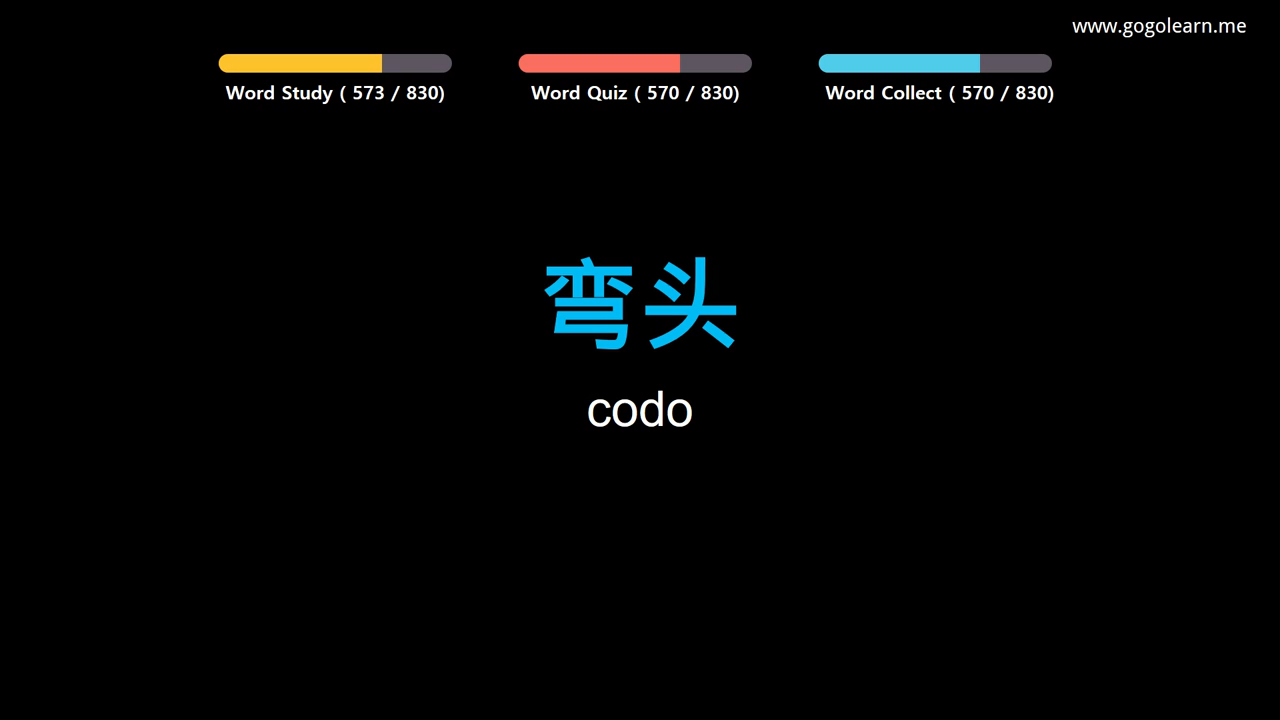 www.gogolearn.me
Word Study ( 573 / 830)
Word Quiz ( 570 / 830)
Word Collect ( 570 / 830)
弯头
codo